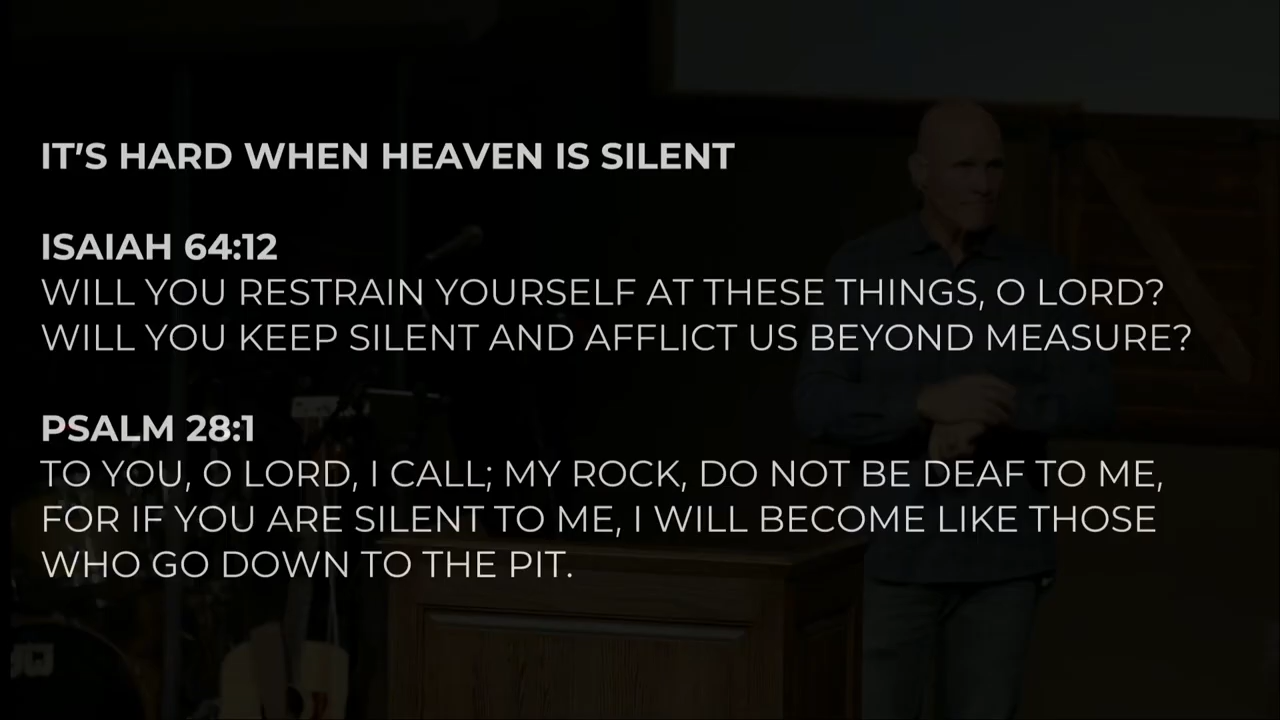 IT'S HARD WHEN HEAVEN IS SILENT
ISAIAH 64:12
WILL YOU RESTRAIN YOURSELF AT THESE THINGS, O LORD?
WILL YOU KEEP SILENT AND AFFLICT US BEYOND MEASURE?
PSALM 28:1
TO YOU, O LORD, I CALL; MY ROCK, DO NOT BE DEAF TO ME,
FOR IF YOU ARE SILENT TO ME, I WILL BECOME LIKE THOSE
WHO GO DOWN TO THE PIT.